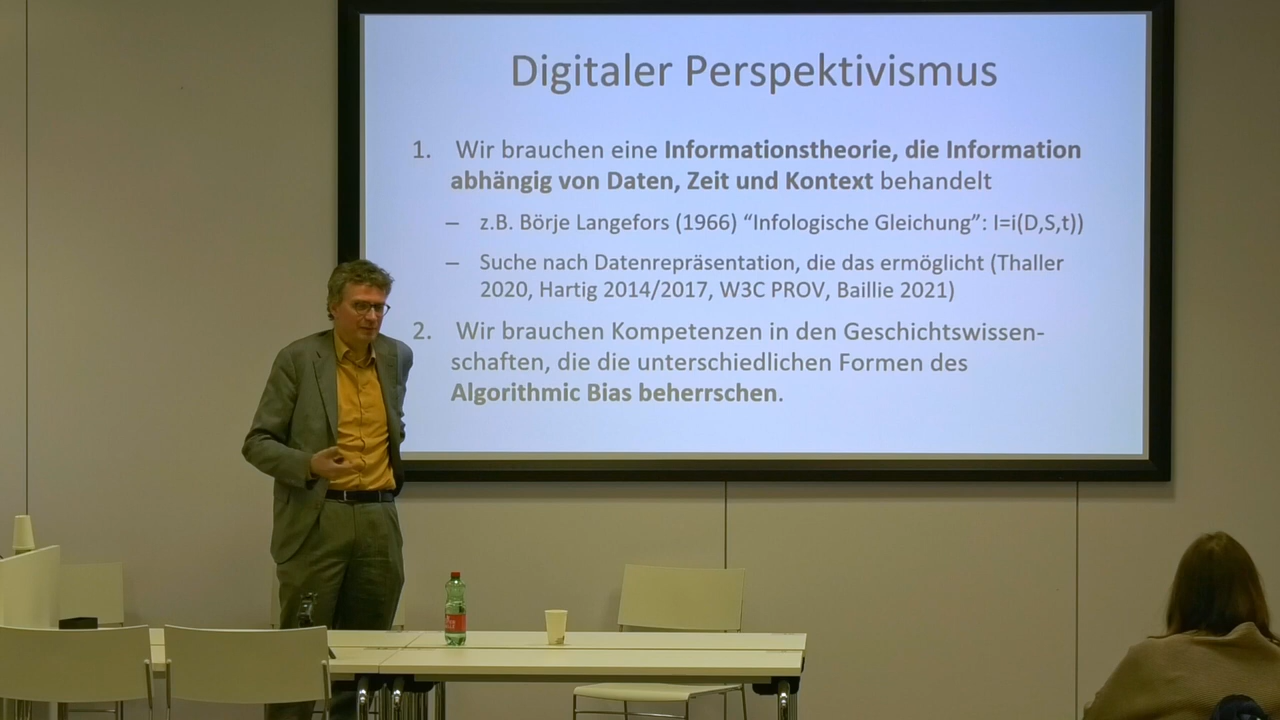 Digitaler Perspektivismus
1. Wir brauchen eine Informationstheorie, die Information
abhängig von Daten, Zeit und Kontext behandelt
– z.B. Börje Langefors (1966) “Infologische Gleichung”: I=i(D,S,t))
– Suche nach Datenrepräsentation, die das ermöglicht (Thaller
2020, Hartig 2014/2017, W3C PROV, Baillie 2021)
2. Wir brauchen Kompetenzen in den Geschichtswissen-
schaften, die die unterschiedlichen Formen des
Algorithmic Bias beherrschen.